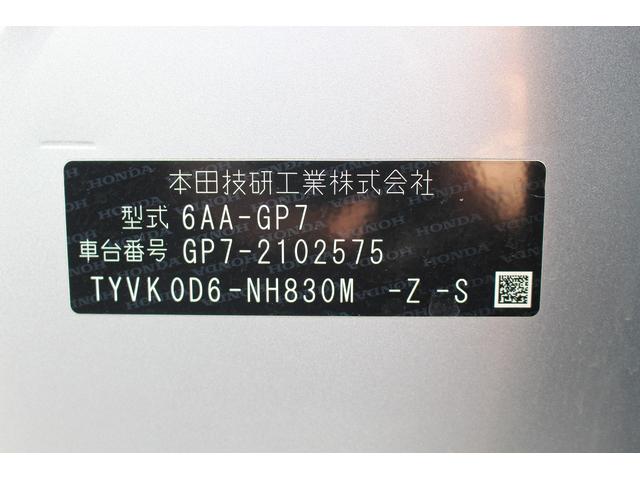 本田技研工業株式会社
型式 6AA-GP7
車台番号 GP7-2102575
TYVK0D6-NH830M -Z -S